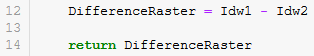 12 DifferenceRaster = Idw1 - Idw2
13
14 return DifferenceRaster